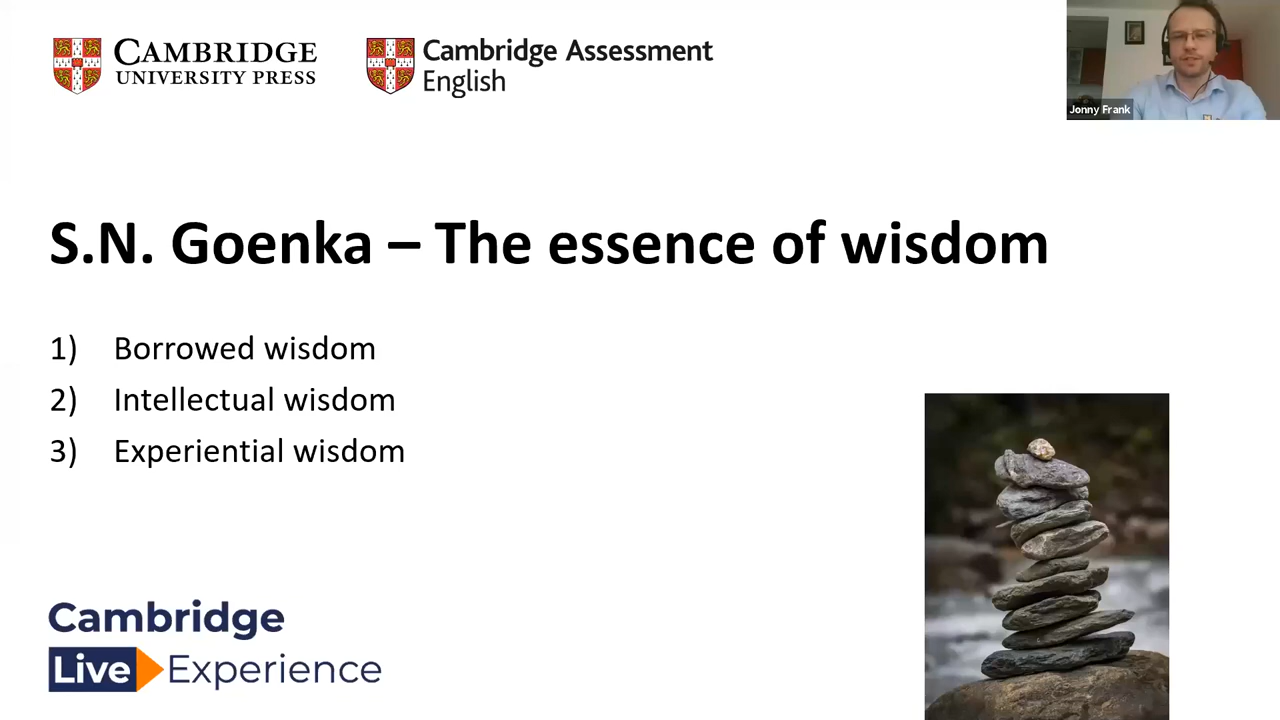 CAMBRIDGE
UNIVERSITY PRESS
Cambridge Assessment
English
Jonny Frank
S.N. Goenka – The essence of wisdom
1) Borrowed wisdom
2) Intellectual wisdom
3) Experiential wisdom
Cambridge
Live Experience